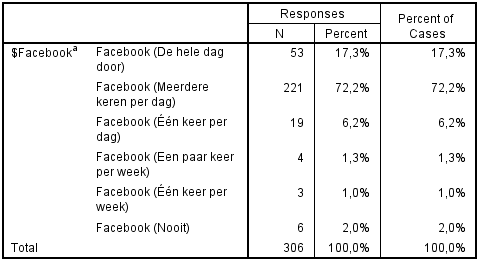 Responses Percent of Cases
N Percent
$Facebookᵃ Facebook (De hele dag door) 53 17,3% 17,3%
Facebook (Meerdere keren per dag) 221 72,2% 72,2%
Facebook (Één keer per dag) 19 6,2% 6,2%
Facebook (Een paar keer per week) 4 1,3% 1,3%
Facebook (Één keer per week) 3 1,0% 1,0%
Facebook (Nooit) 6 2,0% 2,0%
Total 306 100,0% 100,0%